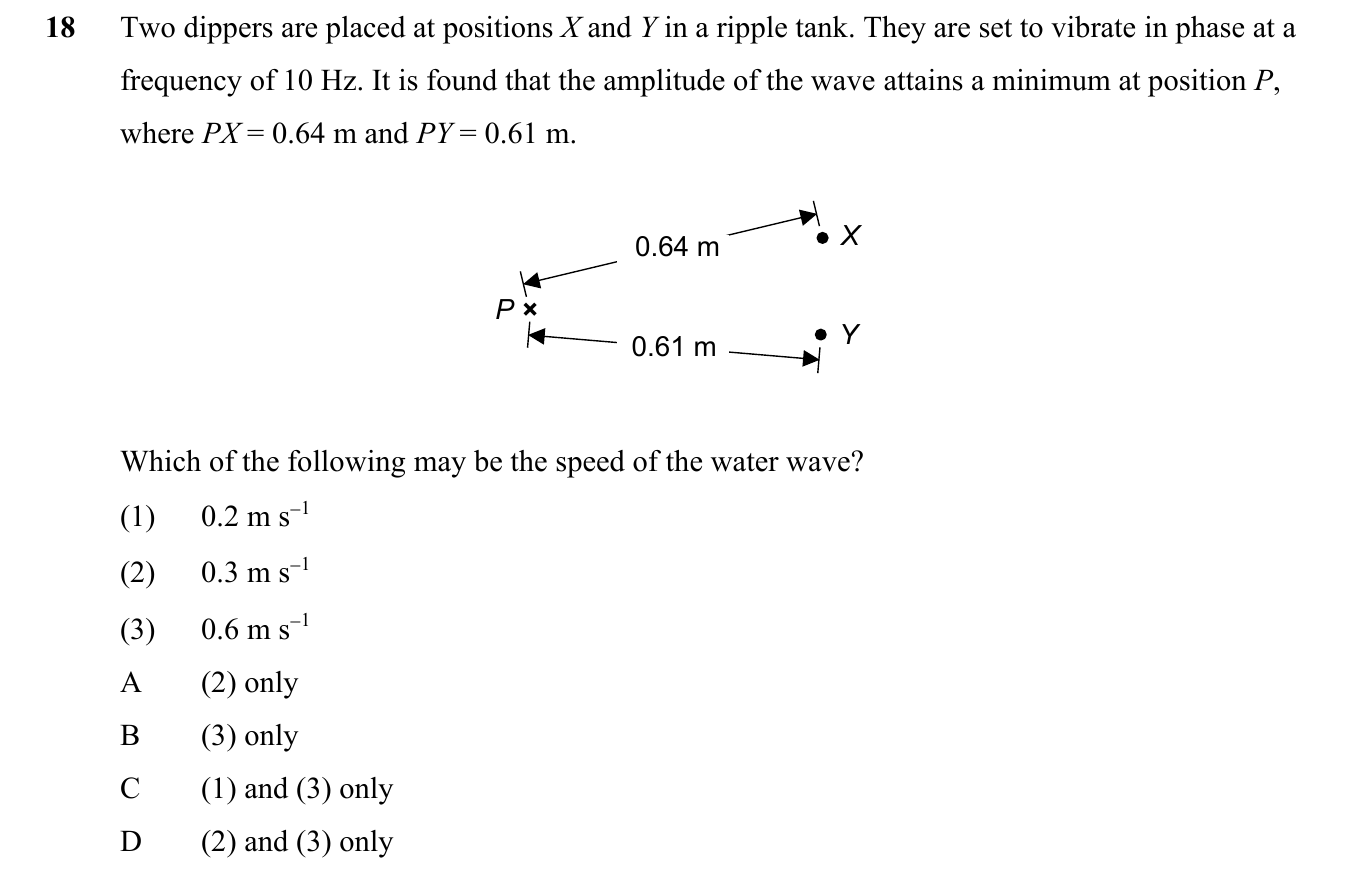 18 Two dippers are placed at positions X and Y in a ripple tank. They are set to vibrate in phase at a
frequency of 10 Hz. It is found that the amplitude of the wave attains a minimum at position P,
where PX = 0.64 m and PY = 0.61 m.
X
0.64 m
P
Y
0.61 m
Which of the following may be the speed of the water wave?
(1) 0.2 m s⁻¹
(2) 0.3 m s⁻¹
(3) 0.6 m s⁻¹
A (2) only
B (3) only
C (1) and (3) only
D (2) and (3) only